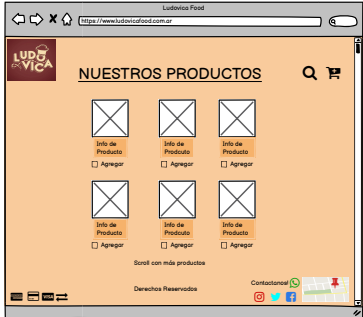 Ludovica Food
https://www.ludovicafood.com.ar
LUDO
VICA
NUESTROS PRODUCTOS
Info de Producto
Info de Prodcuto
Info de Producto
Agregar
Agregar
Agregar
Info de Producto
Info de Prodcuto
Info de Producto
Agregar
Agregar
Agregar
Scroll con más productos
Derechos Reservados
Contactanos!
VISA